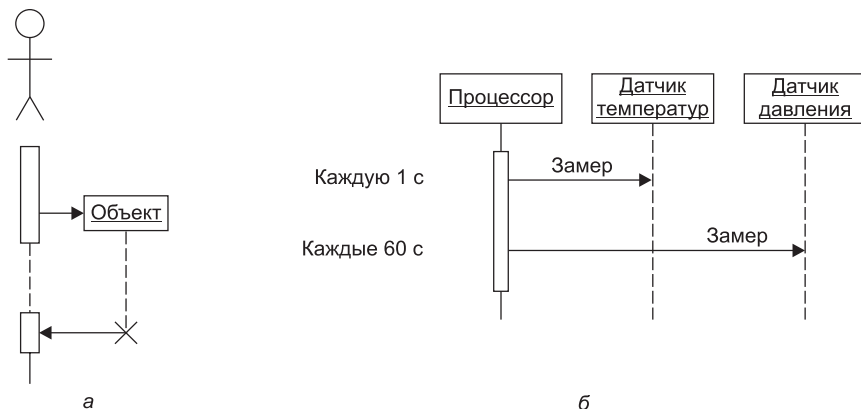 Объект
а
Процессор
Датчик
температур
Датчик
давления
Каждую 1 с
Замер
Каждые 60 с
Замер
б